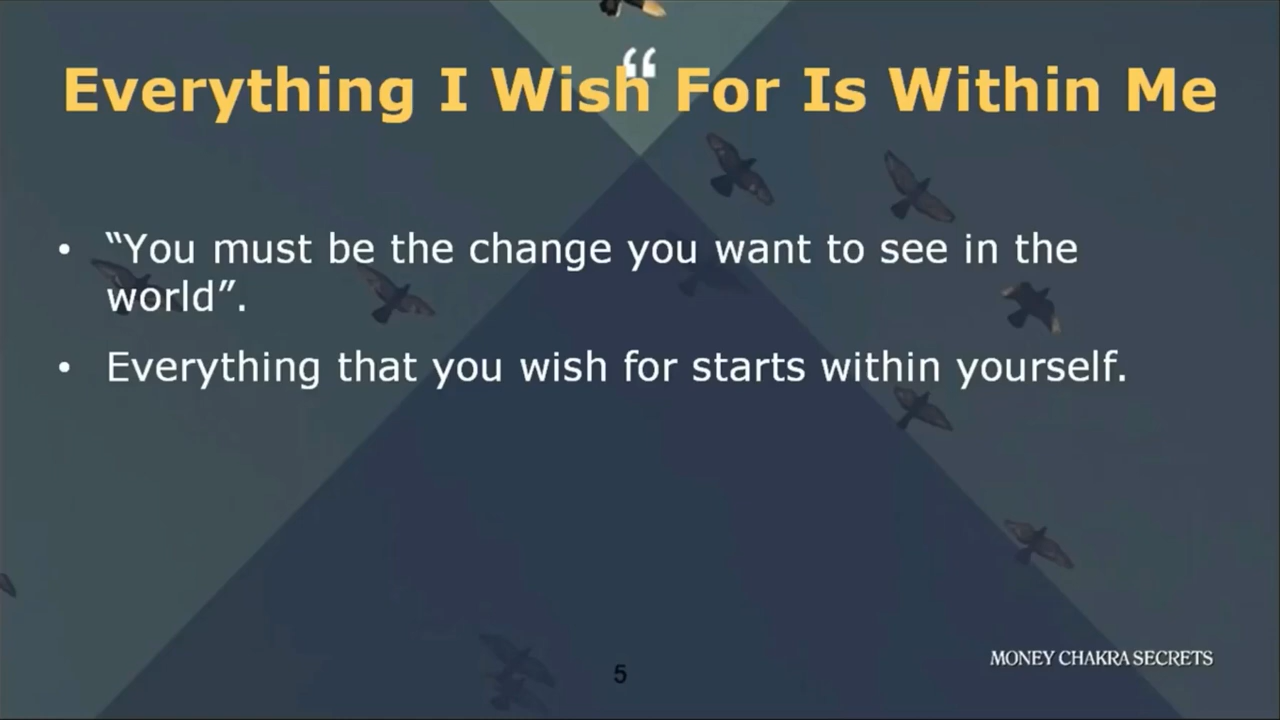 “
Everything I Wish For Is Within Me
• “You must be the change you want to see in the
world”.
• Everything that you wish for starts within yourself.
MONEY CHAKRA SECRETS
5